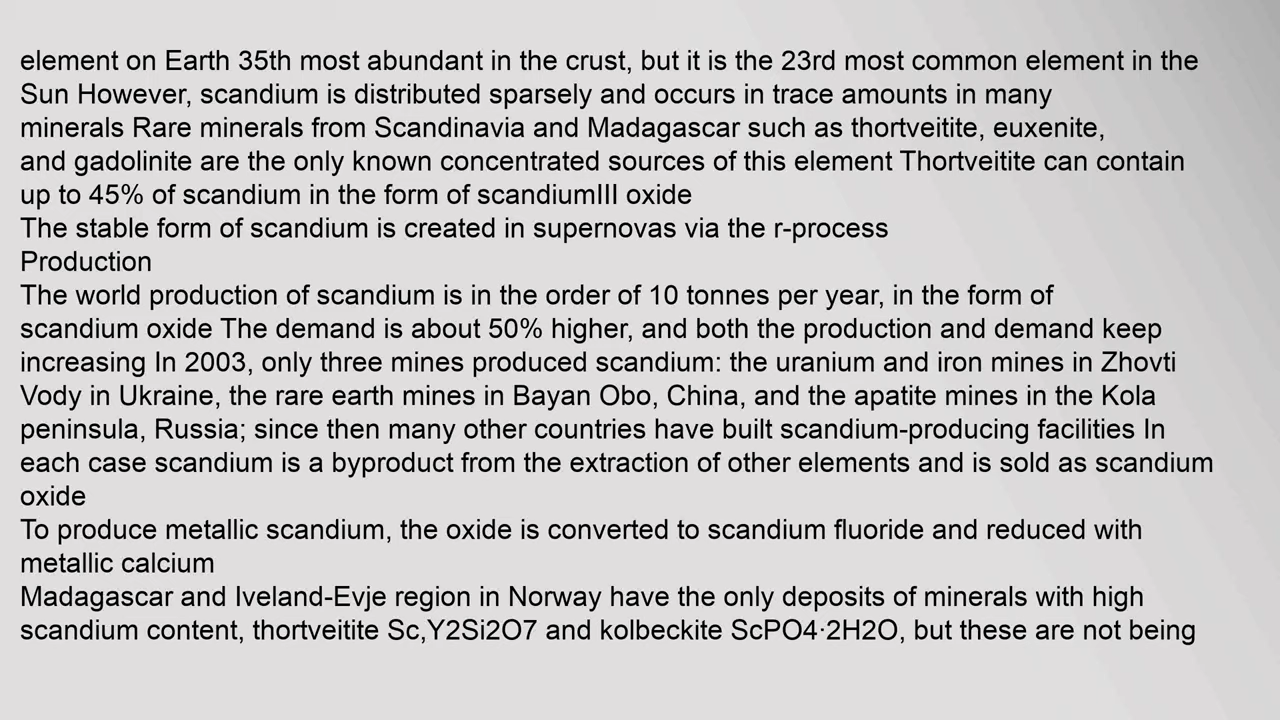 element on Earth 35th most abundant in the crust, but it is the 23rd most common element in the
Sun However, scandium is distributed sparsely and occurs in trace amounts in many
minerals Rare minerals from Scandinavia and Madagascar such as thortveitite, euxenite,
and gadolinite are the only known concentrated sources of this element Thortveitite can contain
up to 45% of scandium in the form of scandiumIII oxide
The stable form of scandium is created in supernovas via the r-process
Production
The world production of scandium is in the order of 10 tonnes per year, in the form of
scandium oxide The demand is about 50% higher, and both the production and demand keep
increasing In 2003, only three mines produced scandium: the uranium and iron mines in Zhovti
Vody in Ukraine, the rare earth mines in Bayan Obo, China, and the apatite mines in the Kola
peninsula, Russia; since then many other countries have built scandium-producing facilities In
each case scandium is a byproduct from the extraction of other elements and is sold as scandium
oxide
To produce metallic scandium, the oxide is converted to scandium fluoride and reduced with
metallic calcium
Madagascar and Iveland-Evje region in Norway have the only deposits of minerals with high
scandium content, thortveitite Sc,Y2Si2O7 and kolbeckite ScPO4·2H2O, but these are not being